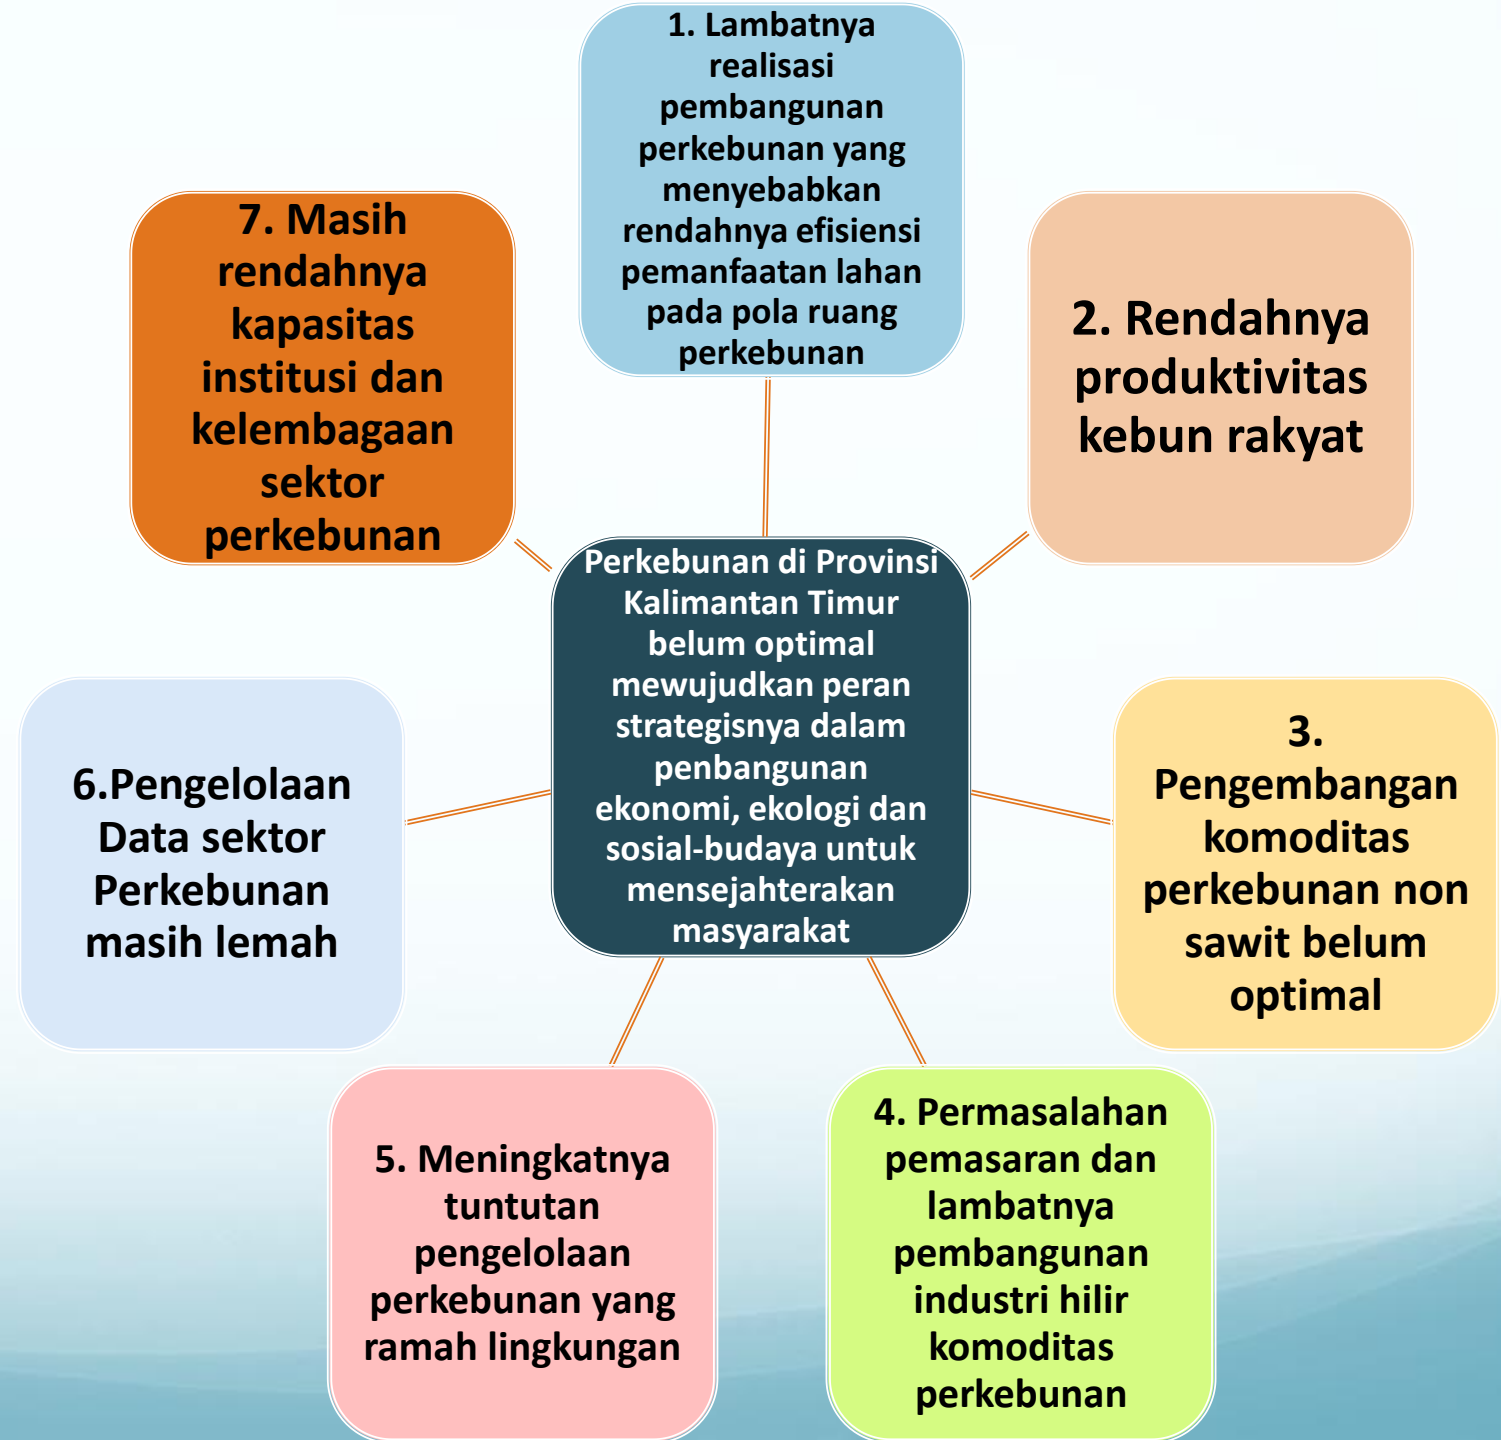 1. Lambatnya
realisasi
pembangunan
perkebunan yang
menyebabkan
rendahnya efisiensi
pemanfaatan lahan
pada pola ruang
perkebunan
2. Rendahnya
produktivitas
kebun rakyat
3.
Pengembangan
komoditas
perkebunan non
sawit belum
optimal
4. Permasalahan
pemasaran dan
lambatnya
pembangunan
industri hilir
komoditas
perkebunan
5. Meningkatnya
tuntutan
pengelolaan
perkebunan yang
ramah lingkungan
6.Pengelolaan
Data sektor
Perkebunan
masih lemah
7. Masih
rendahnya
kapasitas
institusi dan
kelembagaan
sektor
perkebunan
Perkebunan di Provinsi
Kalimantan Timur
belum optimal
mewujudkan peran
strategisnya dalam
penbangunan
ekonomi, ekologi dan
sosial-budaya untuk
mensejahterakan
masyarakat